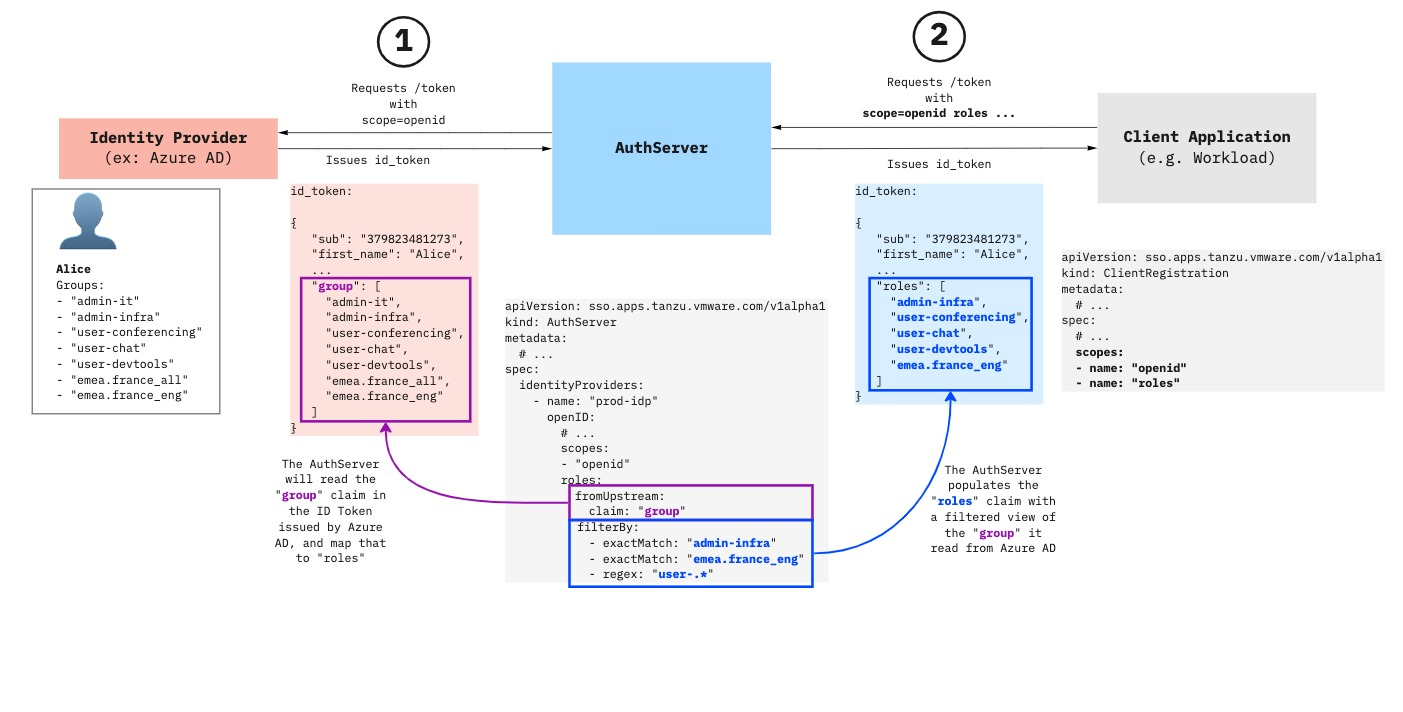 1
Requests /token
with
scope=openid
Issues id_token
2
Requests /token
with
scope=openid roles ...
Issues id_token
Identity Provider
(ex: Azure AD)
AuthServer
Client Application
(e.g. Workload)
Alice
Groups:
- "admin-it"
- "admin-infra"
- "user-conferencing"
- "user-chat"
- "user-devtools"
- "emea.france_all"
- "emea.france_eng"
id_token:
{
"sub": "379823481273",
"first_name": "Alice",
...
"group": [
"admin-it",
"admin-infra",
"user-conferencing",
"user-chat",
"user-devtools",
"emea.france_all",
"emea.france_eng"
]
}
The AuthServer
will read the
"group" claim in
the ID Token
issued by Azure
AD, and map that
to "roles"
apiVersion: sso.apps.tanzu.vmware.com/v1alpha1
kind: AuthServer
metadata:
# ...
spec:
identityProviders:
- name: "prod-idp"
openID:
# ...
scopes:
- "openid"
roles:
fromUpstream:
claim: "group"
filterBy:
- exactMatch: "admin-infra"
- exactMatch: "emea.france_eng"
- regex: "user-.*"
id_token:
{
"sub": "379823481273",
"first_name": "Alice",
...
"roles": [
"admin-infra",
"user-conferencing",
"user-chat",
"user-devtools",
"emea.france_eng"
]
}
The AuthServer
populates the
"roles" claim with
a filtered view of
the "group" it
read from Azure AD
apiVersion: sso.apps.tanzu.vmware.com/v1alpha1
kind: ClientRegistration
metadata:
# ...
spec:
# ...
scopes:
- name: "openid"
- name: "roles"